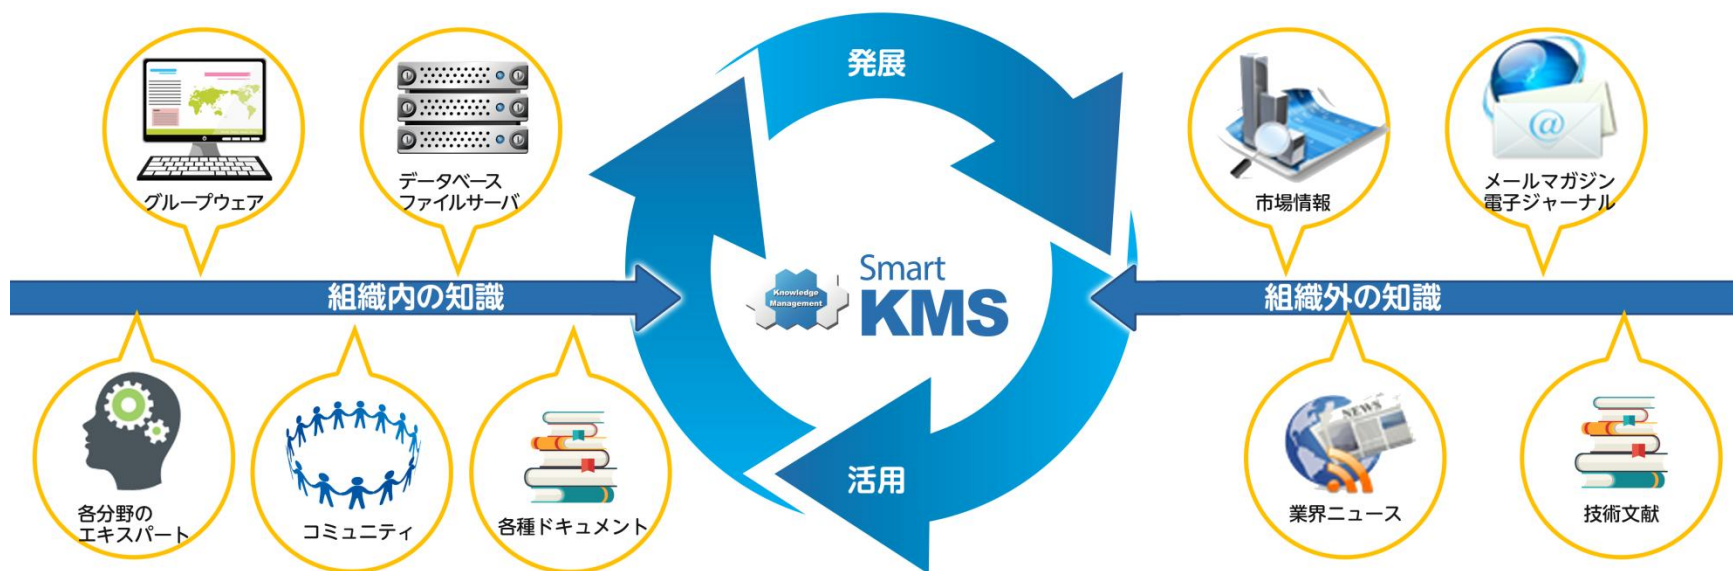 発展
グループウェア
データベース
ファイルサーバ
市場情報
メールマガジン
電子ジャーナル
@
組織内の知識
Knowledge
Management
Smart
KMS
組織外の知識
各分野の
エキスパート
コミュニティ
各種ドキュメント
活用
NEWS
業界ニュース
技術文献